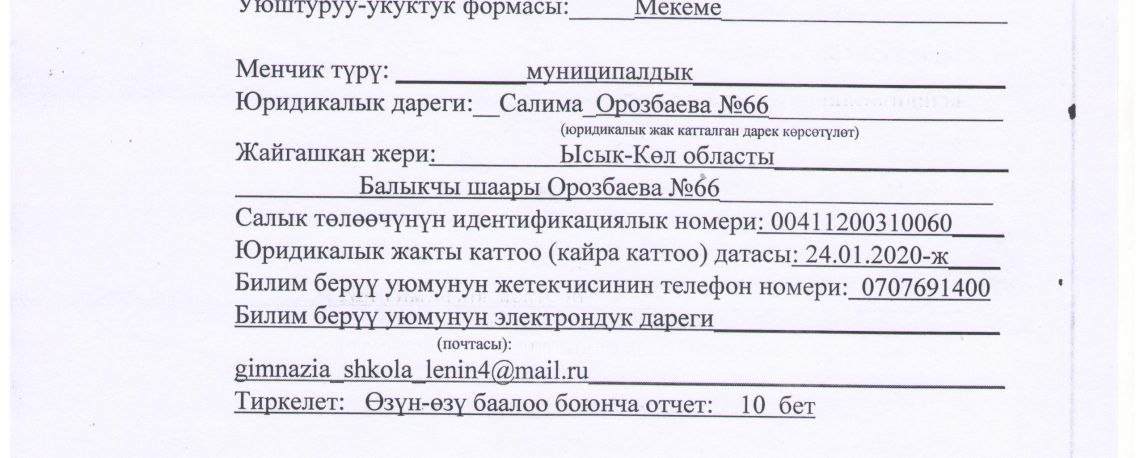 Уюштуруу-укуктук формасы: Мекеме
Менчик түрү: муниципалдык
Юридикалык дареги: Салима Орозбаева №66
(юридикалык жак катталган дарек көрсөтүлөт)
Жайгашкан жери: Ысык-Көл областы
Балыкчы шаары Орозбаева №66
Салык төлөөчүнүн идентификациялык номери: 00411200310060
Юридикалык жакты каттоо (кайра каттоо) датасы: 24.01.2020-ж
Билим берүү уюмунун жетекчисинин телефон номери: 0707691400
Билим берүү уюмунун электрондук дареги
(почтасы):
gimnazia_shkola_lenin4@mail.ru
Тиркелет: Өзүн-өзү баалоо боюнча отчет: 10 бет